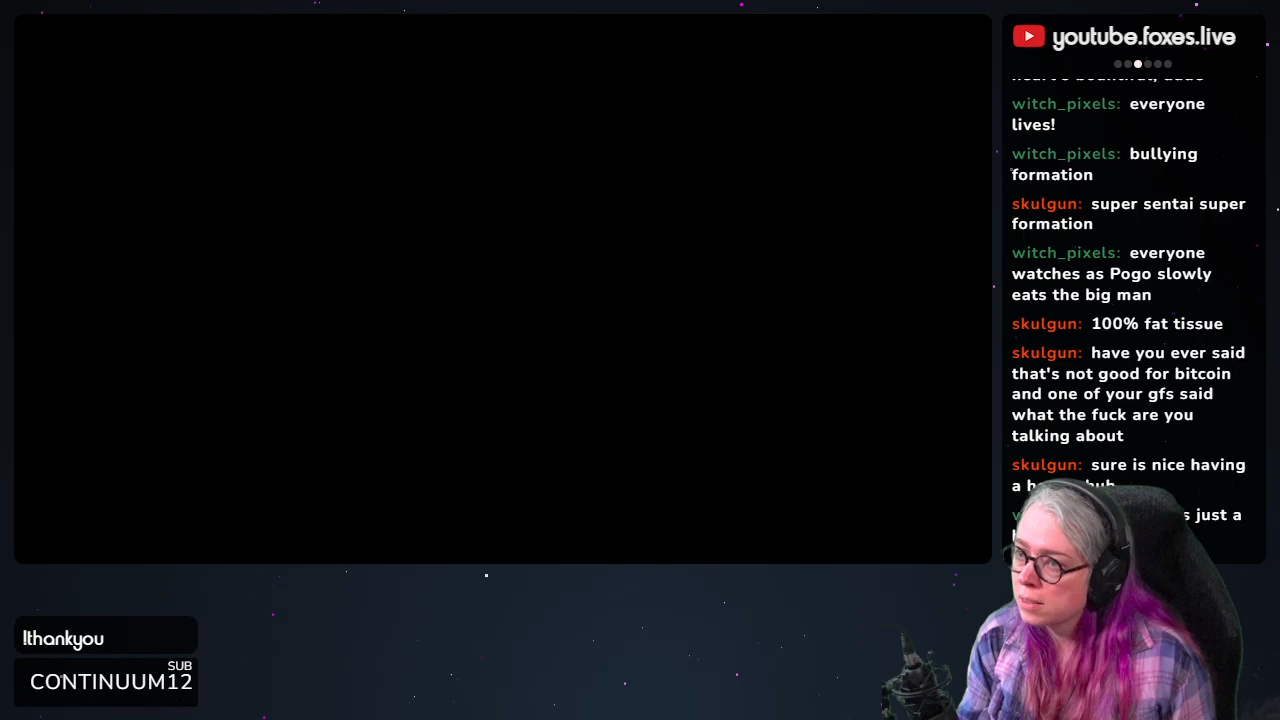 youtube.foxes.live
witch_pixels: everyone
lives!
witch_pixels: bullying
formation
skulgun: super sentai super
formation
witch_pixels: everyone
watches as Pogo slowly
eats the big man
skulgun: 100% fat tissue
skulgun: have you ever said
that's not good for bitcoin
and one of your gfs said
what the fuck are you
talking about
skulgun: sure is nice having
a
just a
!thankyou
SUB
CONTINUUM12